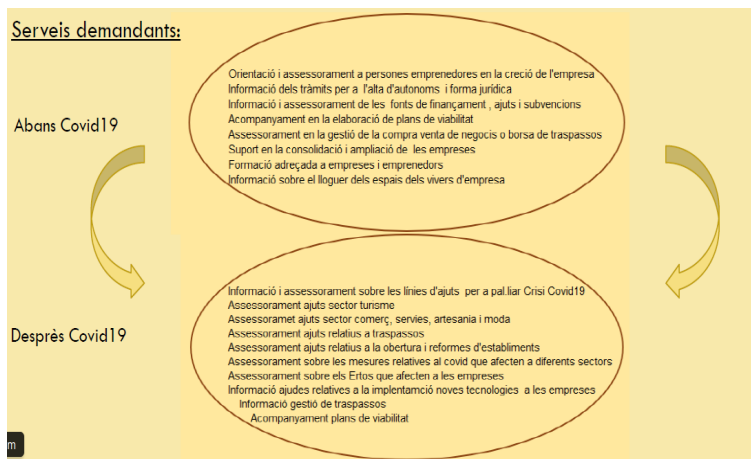 Serveis demandants:
Orientació i assessorament a persones emprenedores en la creció de l'empresa
Informació dels tràmits per a l'alta d'autonoms i forma jurídica
Informació i assessorament de les fonts de finançament , ajuts i subvencions
Abans Covid19
Acompanyament en la elaboració de plans de viabilitat
Assessorament en la gestió de la compra venta de negocis o borsa de traspassos
Suport en la consolidació i ampliació de les empreses
Formació adreçada a empreses i emprenedors
Informació sobre el lloguer dels espais dels vivers d'empresa
Informació i assessorament sobre les línies d'ajuts per a pal.liar Crisi Covid19
Assessorament ajuts sector turisme
Assessoramet ajuts sector comerç, servies, artesania i moda
Assessorament ajuts relatius a traspassos
Desprès Covid19
Assessorament ajuts relatius a la obertura i reformes d'establiments
Assessorament sobre les mesures relatives al covid que afecten a diferents sectors
Assessorament sobre els Ertos que afecten a les empreses
Informació ajudes relatives a la implentamció noves tecnologies a les empreses
Informació gestió de traspassos
Acompanyament plans de viabilitat
m